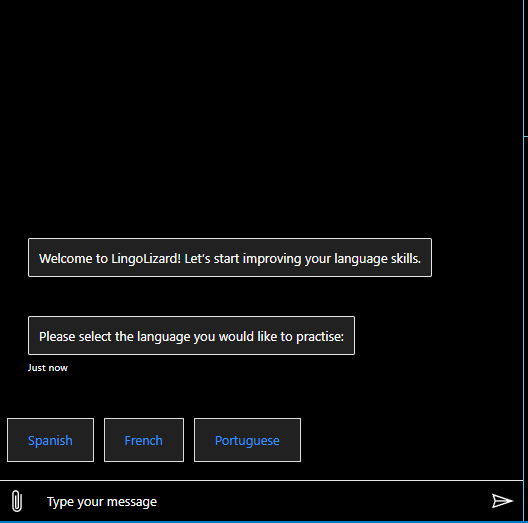 Welcome to LingoLizard! Let's start improving your language skills.
Please select the language you would like to practise:
Just now
Spanish French Portuguese
Type your message